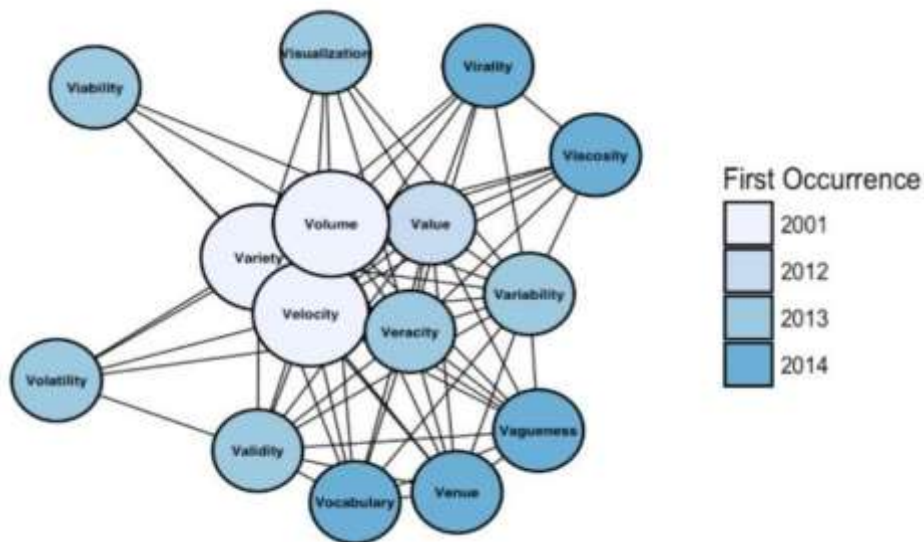 Visualization
Virality
Viability
Viscosity
Volume
Value
Variety
Variability
Velocity
Veracity
Volatility
Vagueness
Validity
Venue
Vocabulary
First Occurrence
2001
2012
2013
2014